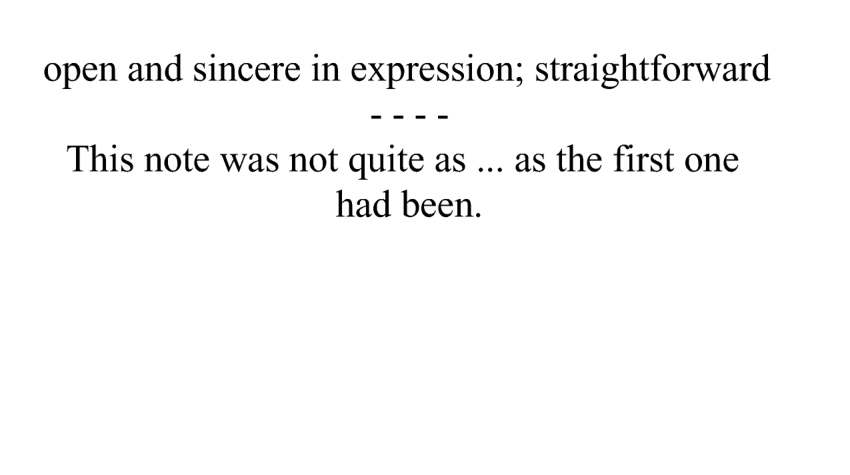 open and sincere in expression; straightforward
- - - -
This note was not quite as ... as the first one
had been.